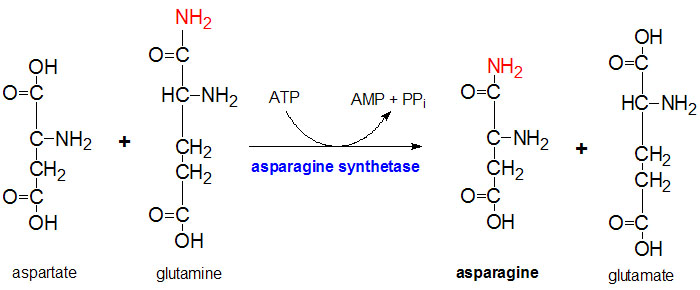 OH
O=C
C–NH₂
CH₂
O=C
OH
aspartate
+
NH₂
O=C
HC–NH₂
CH₂
CH₂
O=C
OH
glutamine
ATP
AMP + PPᵢ
asparagine synthetase
NH₂
O=C
C–NH₂
CH₂
O=C
OH
asparagine
+
OH
O=C
HC–NH₂
CH₂
CH₂
O=C
OH
glutamate